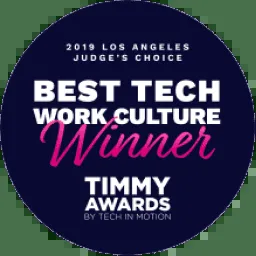 2019 LOS ANGELES
JUDGE'S CHOICE
BEST TECH
WORK CULTURE
Winner
TIMMY
AWARDS
BY TECH IN MOTION